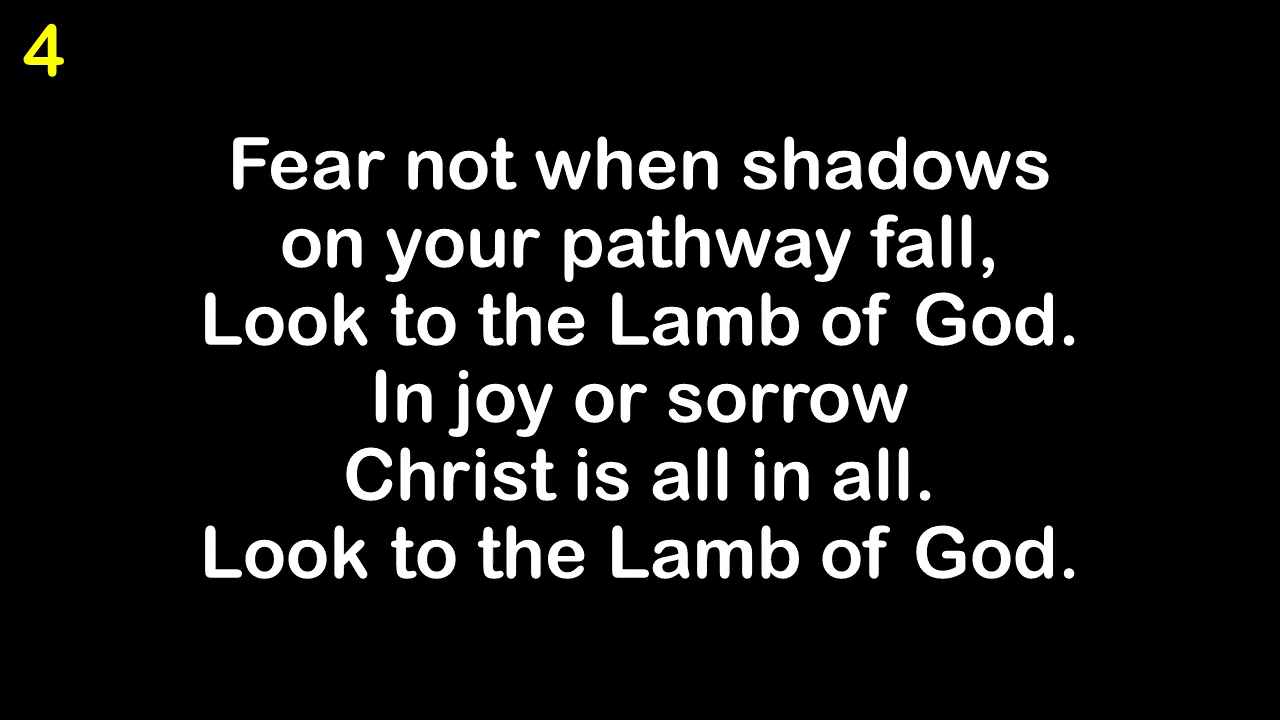 4
Fear not when shadows
on your pathway fall,
Look to the Lamb of God.
In joy or sorrow
Christ is all in all.
Look to the Lamb of God.